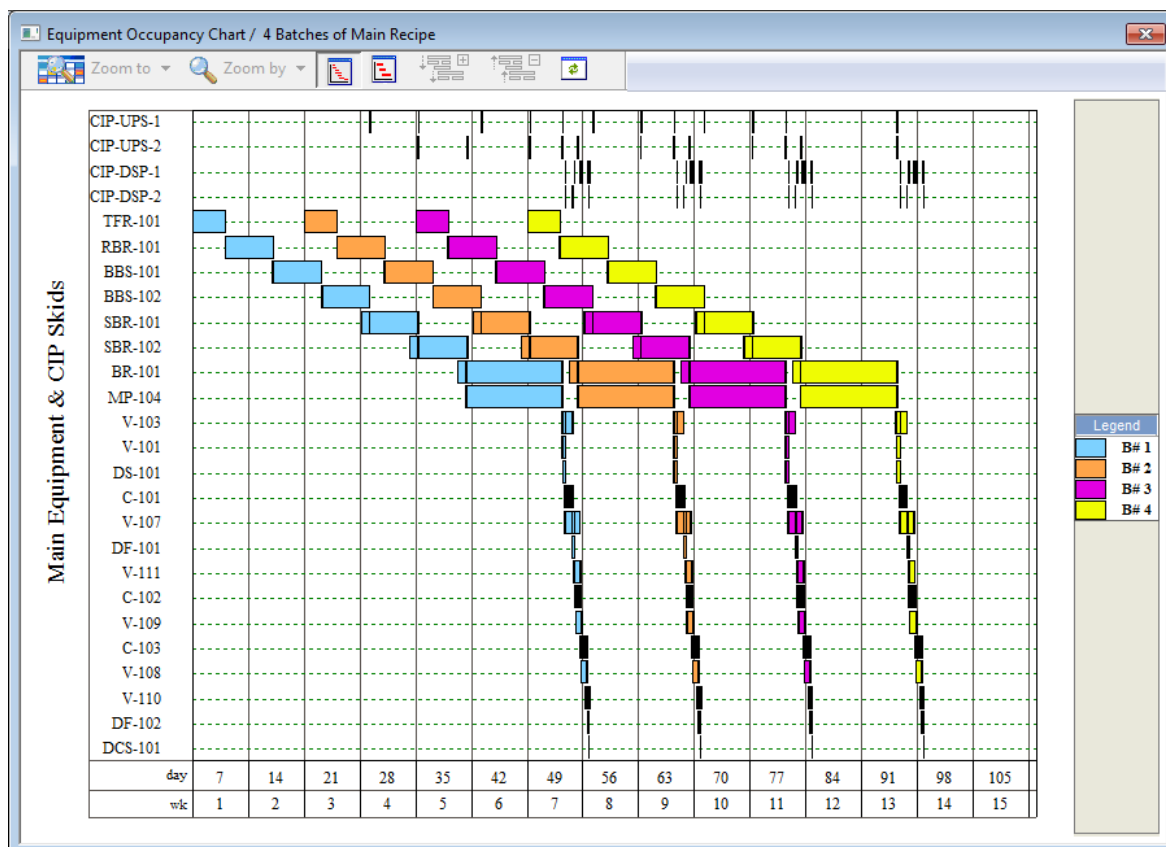 Equipment Occupancy Chart / 4 Batches of Main Recipe
Zoom to Zoom by
Main Equipment & CIP Skids
CIP-UPS-1
CIP-UPS-2
CIP-DSP-1
CIP-DSP-2
TFR-101
RBR-101
BBS-101
BBS-102
SBR-101
SBR-102
BR-101
MP-104
V-103
V-101
DS-101
C-101
V-107
DF-101
V-111
C-102
V-109
C-103
V-108
V-110
DF-102
DCS-101
day 7 14 21 28 35 42 49 56 63 70 77 84 91 98 105
wk 1 2 3 4 5 6 7 8 9 10 11 12 13 14 15
Legend
B# 1
B# 2
B# 3
B# 4